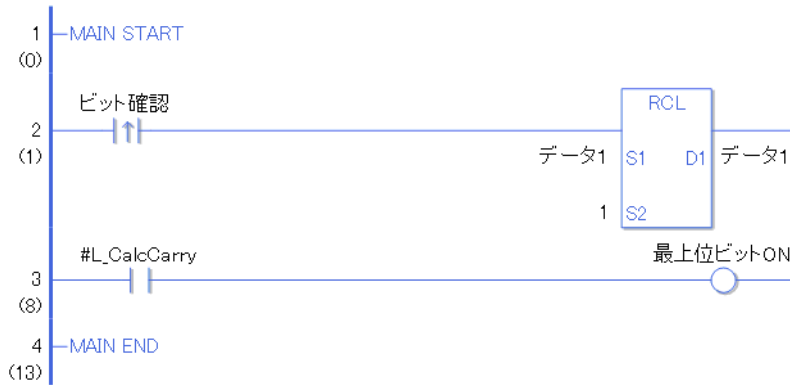 1 MAIN START
(0)
ビット確認
RCL
2
(1)
データ1 S1 D1 データ1
1 S2
#L_CalcCarry 最上位ビットON
3
(8)
4 MAIN END
(13)